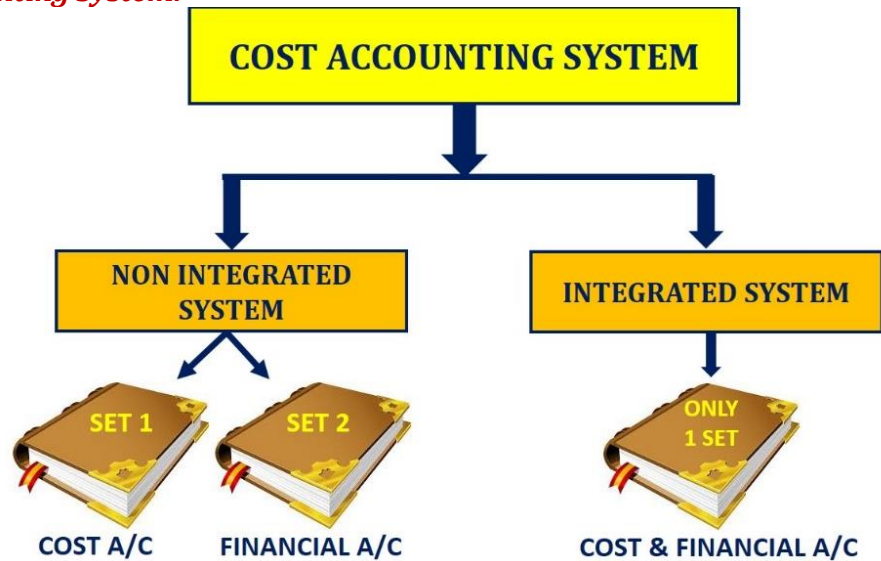 System.
COST ACCOUNTING SYSTEM
NON INTEGRATED
SYSTEM
INTEGRATED SYSTEM
SET 1
SET 2
ONLY
1 SET
COST A/C
FINANCIAL A/C
COST & FINANCIAL A/C